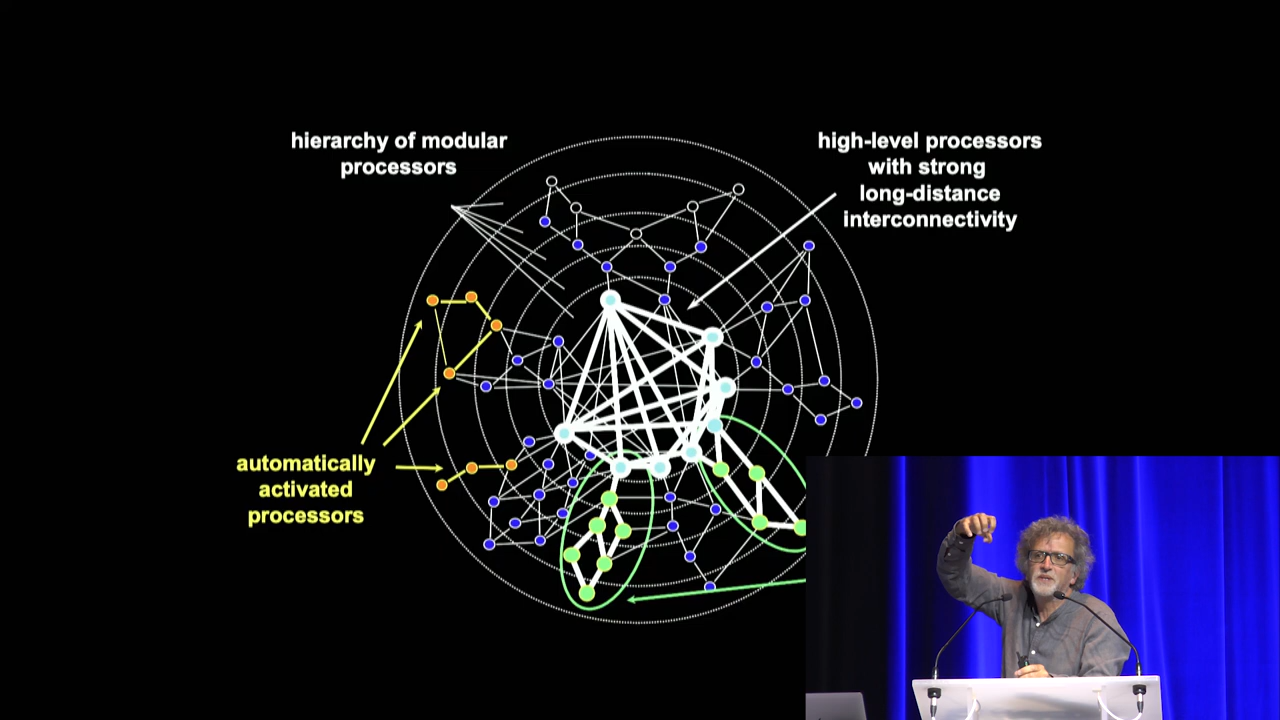 hierarchy of modular
processors
high-level processors
with strong
long-distance
interconnectivity
automatically
activated
processors